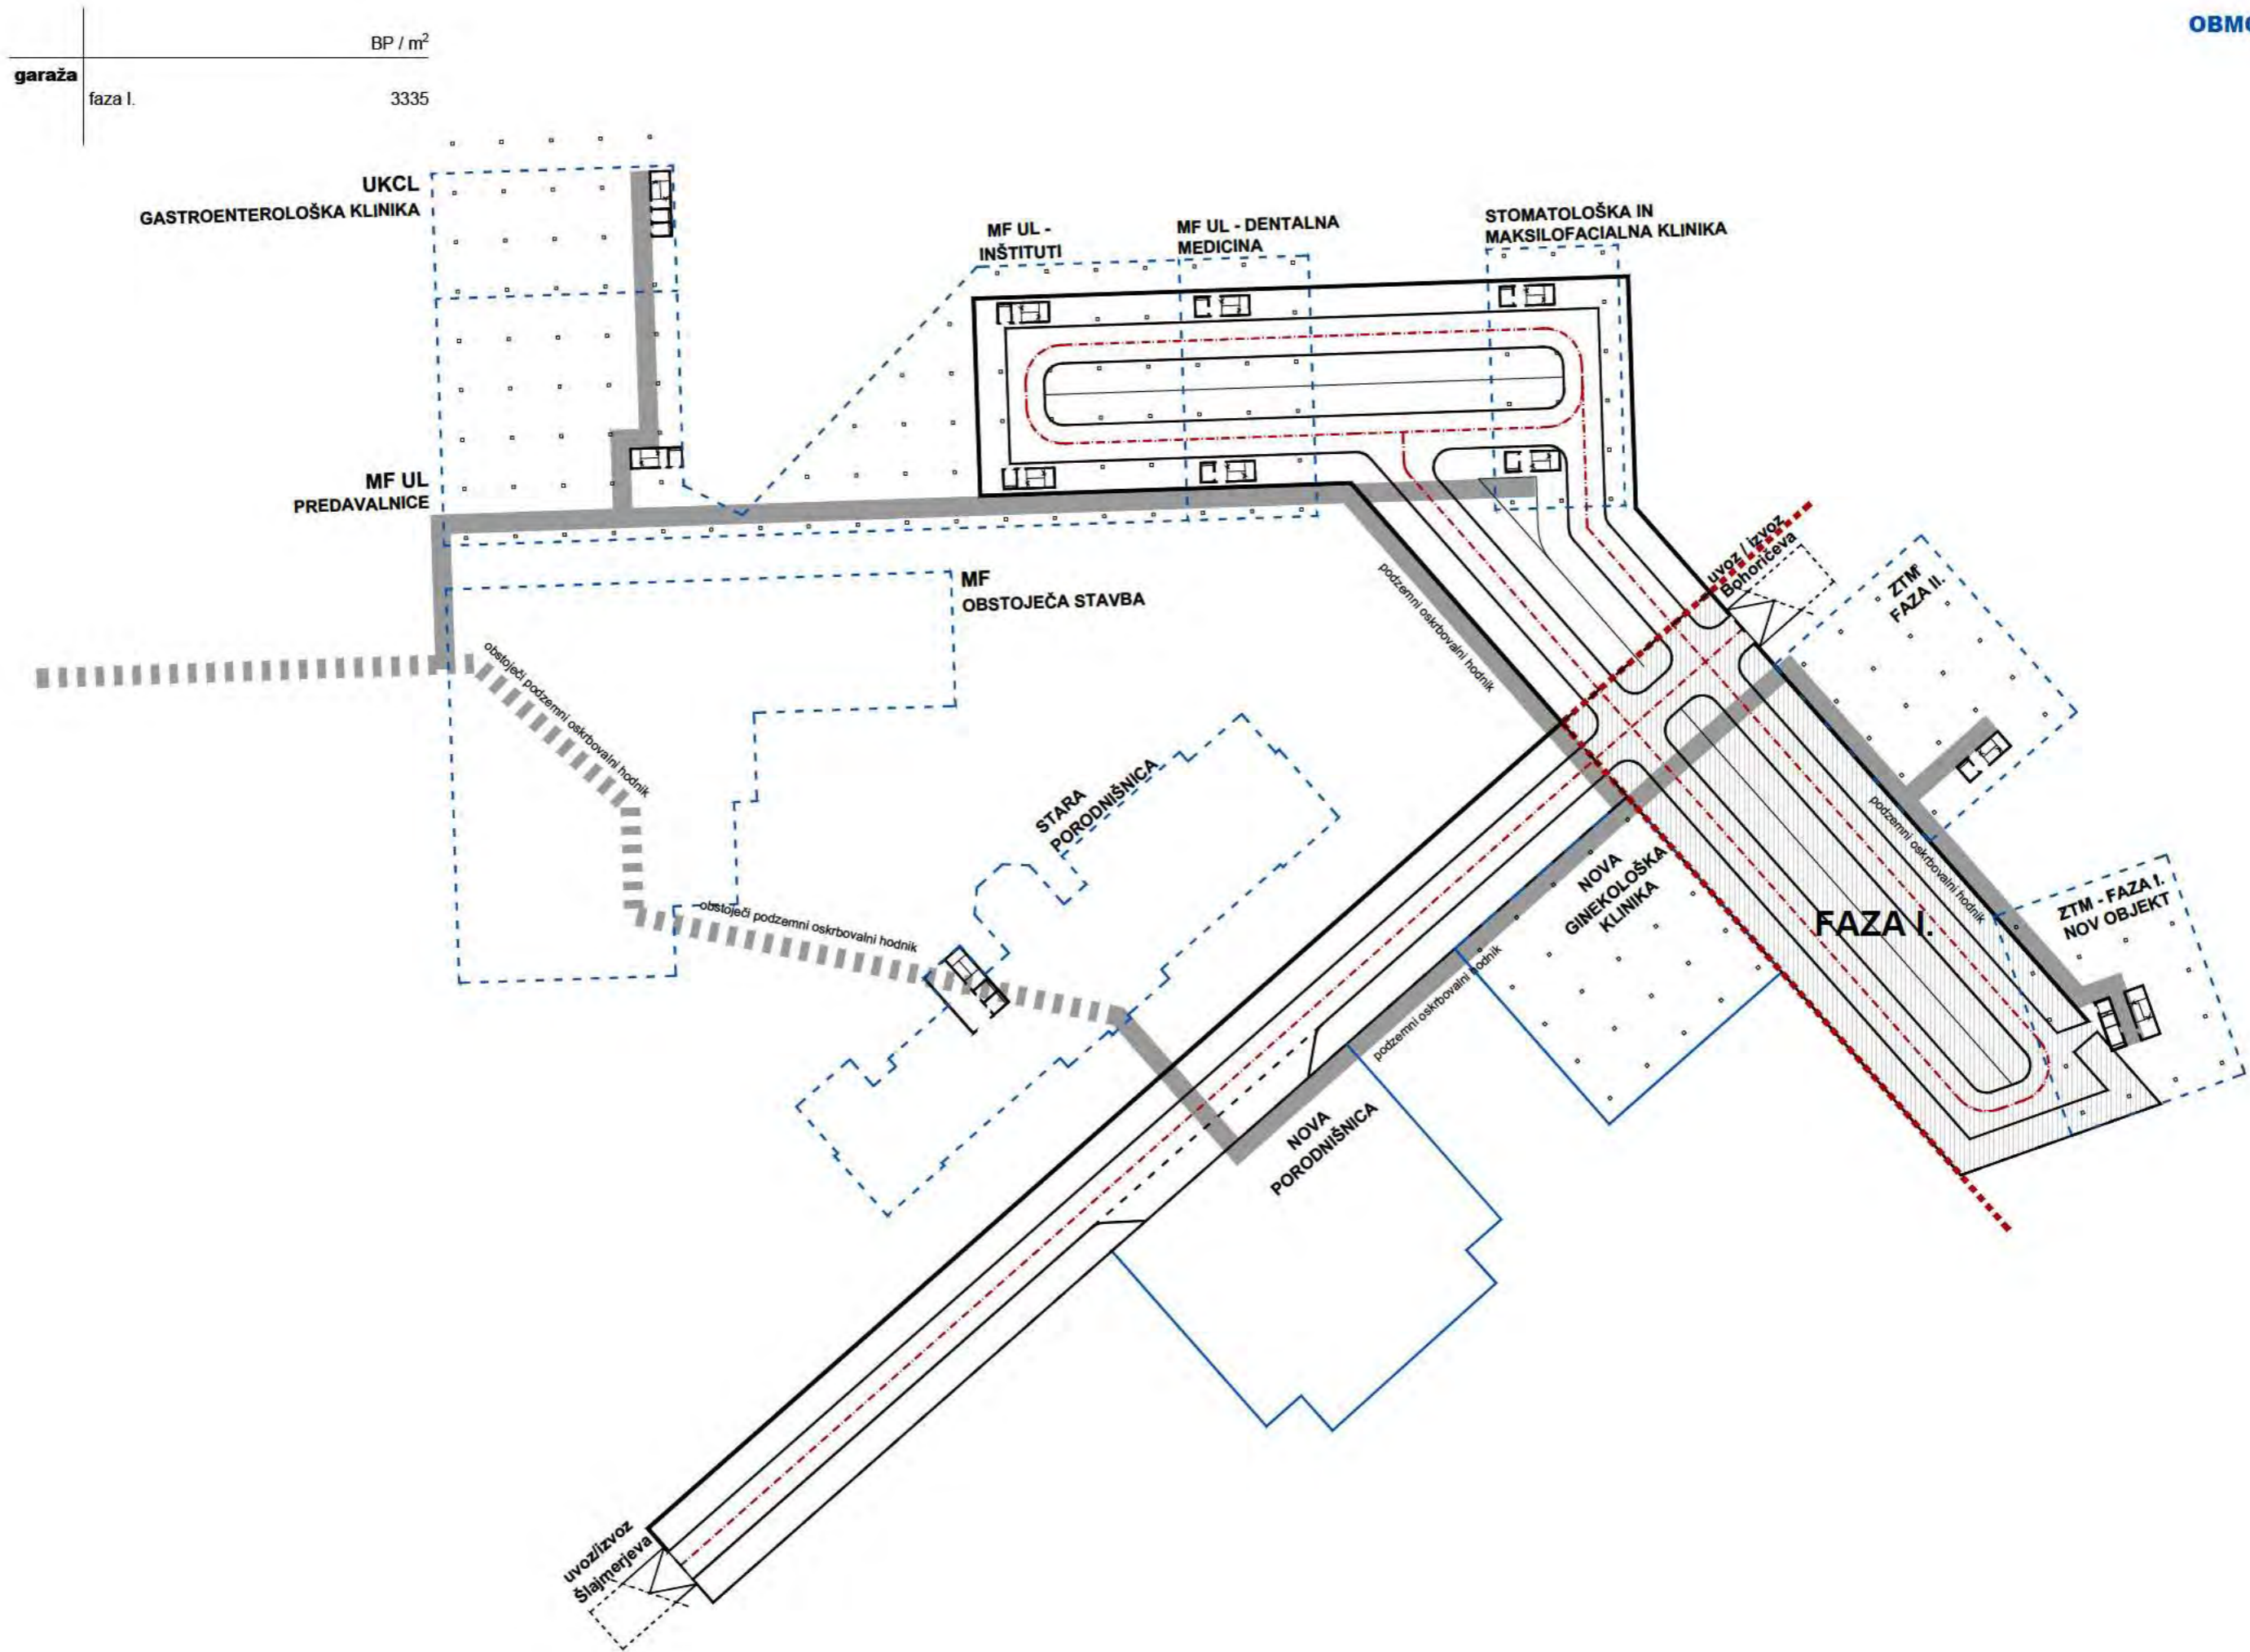 OBMO
BP / m²
garaža
faza I. 3335
UKCL
GASTROENTEROLOŠKA KLINIKA
MF UL -
INŠTITUTI
MF UL - DENTALNA
MEDICINA
STOMATOLOŠKA IN
MAKSILOFACIALNA KLINIKA
MF UL
PREDAVALNICE
MF
OBSTOJEČA STAVBA
uvoz / izvoz
Bohoričeva
ZTM
FAZA II.
podzemni oskrbovalni hodnik
obstoječi podzemni oskrbovalni hodnik
STARA
PORODNIŠNICA
obstoječi podzemni oskrbovalni hodnik
NOVA
GINEKOLOŠKA
KLINIKA
podzemni oskrbovalni hodnik
FAZA I.
ZTM - FAZA I.
NOV OBJEKT
podzemni oskrbovalni hodnik
NOVA
PORODNIŠNICA
uvoz/izvoz
Šlajmerjeva